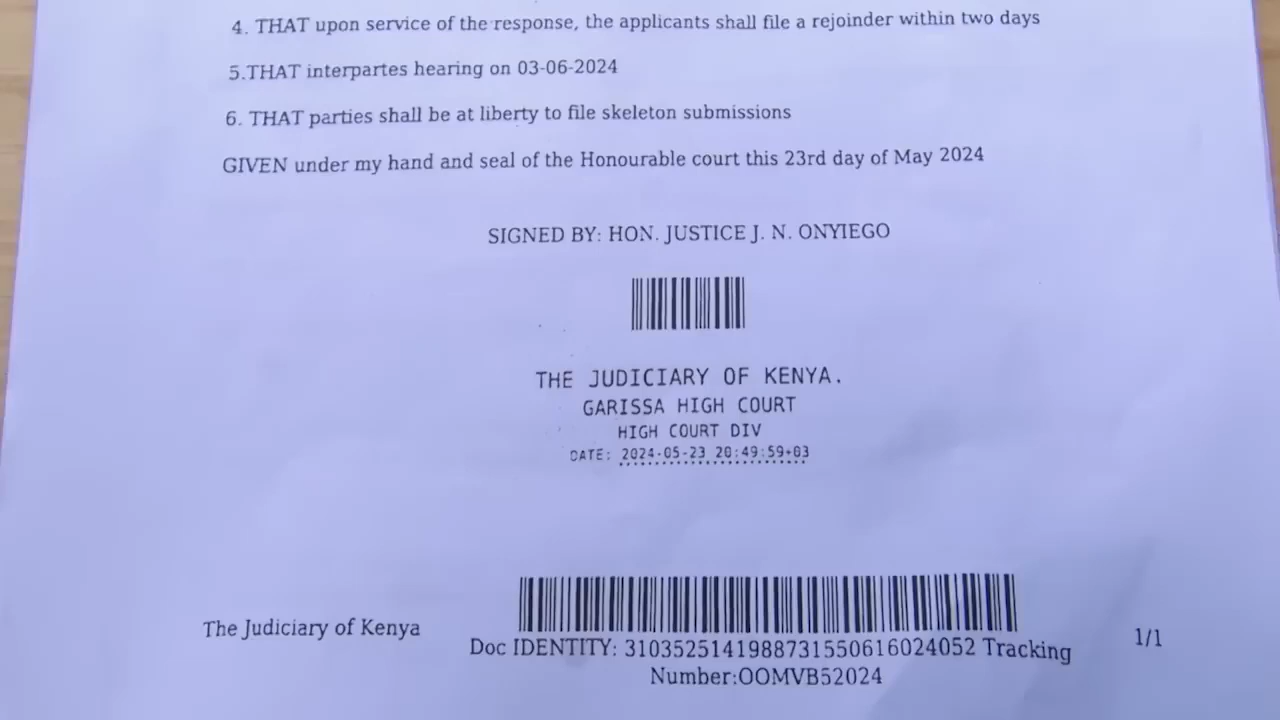 4. THAT upon service of the response, the applicants shall file a rejoinder within two days
5.THAT interpartes hearing on 03-06-2024
6. THAT parties shall be at liberty to file skeleton submissions
GIVEN under my hand and seal of the Honourable court this 23rd day of May 2024
SIGNED BY: HON. JUSTICE J. N. ONYIEGO
THE JUDICIARY OF KENYA.
GARISSA HIGH COURT
HIGH COURT DIV
DATE: 2024-05-23 20:49:59+03
The Judiciary of Kenya
Doc IDENTITY: 3103525141988731550616024052 Tracking
Number:OOMVB52024
1/1